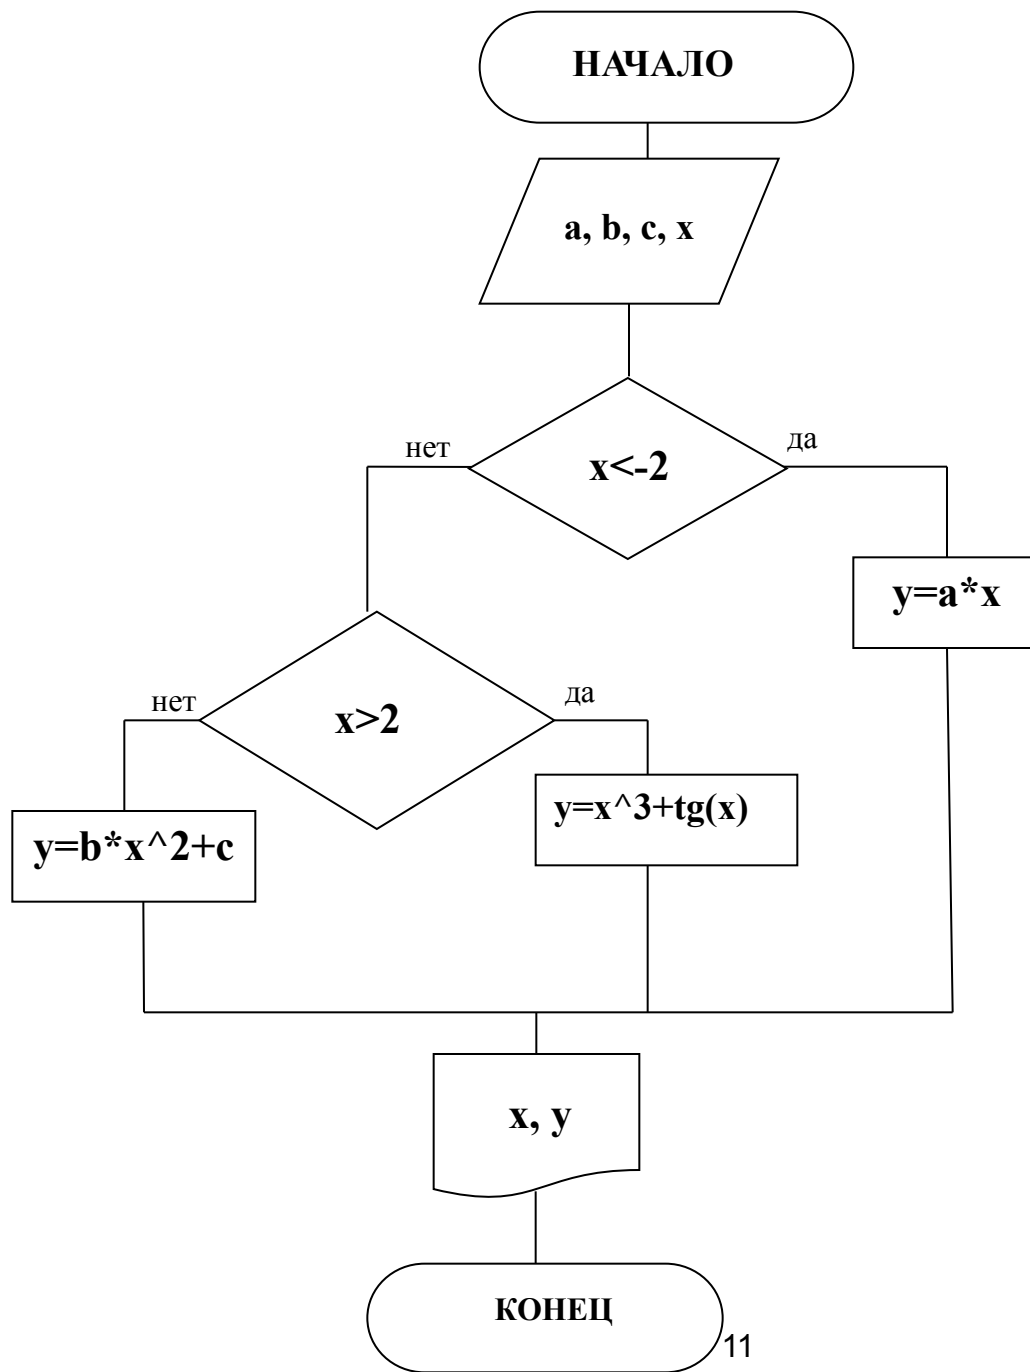 НАЧАЛО
a, b, c, x
нет
да
x<-2
y=a*x
нет
да
x>2
y=x^3+tg(x)
y=b*x^2+c
x, y
КОНЕЦ
11